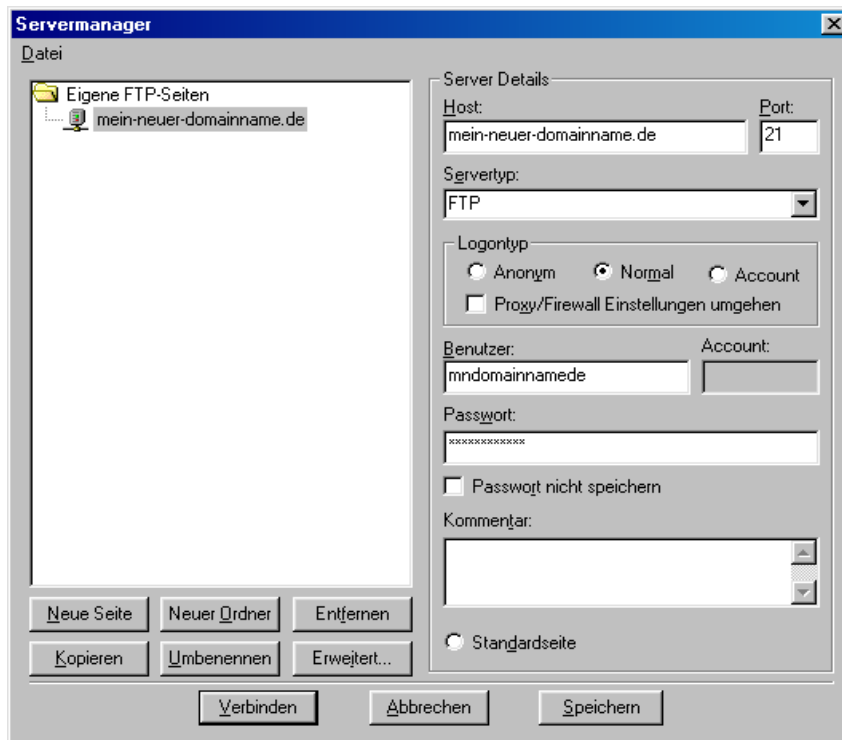 Servermanager
Datei
Eigene FTP-Seiten
mein-neuer-domainname.de
Server Details
Host: Port:
mein-neuer-domainname.de 21
Servertyp:
FTP
Logontyp
Anonym Normal Account
Proxy/Firewall Einstellungen umgehen
Benutzer: Account:
mndomainnamede
Passwort:
xxxxxxxxxxxx
Passwort nicht speichern
Kommentar:
Standardseite
Neue Seite Neuer Ordner Entfernen
Kopieren Umbenennen Erweitert...
Verbinden Abbrechen Speichern